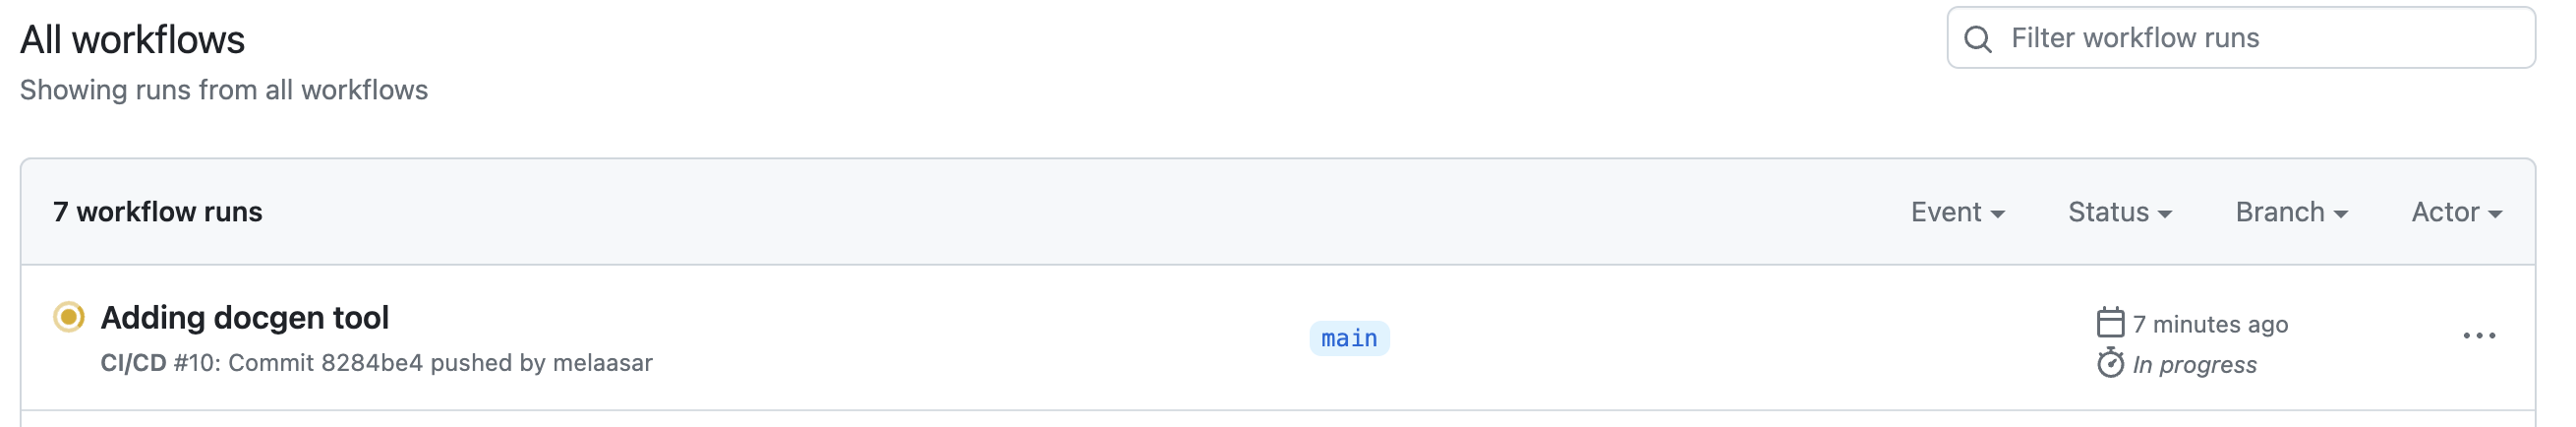 All workflows
Filter workflow runs
Showing runs from all workflows
7 workflow runs
Event
Status
Branch
Actor
Adding docgen tool
CI/CD #10: Commit 8284be4 pushed by melaasar
main
7 minutes ago
In progress